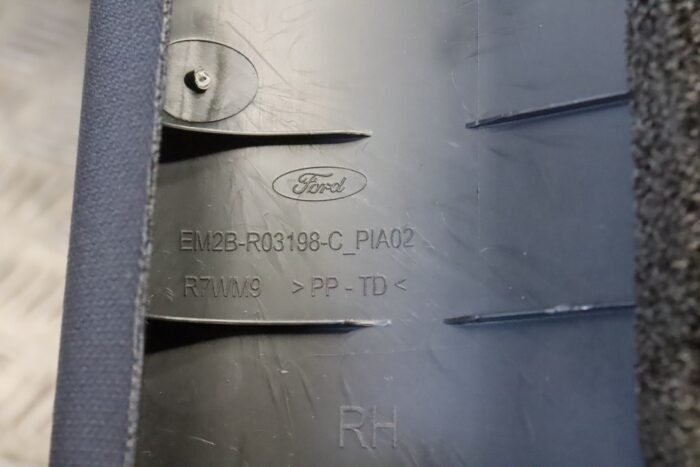 Ford
EM2B-R03198-C_PIA02
R7WM9 >PP-TD<
RH